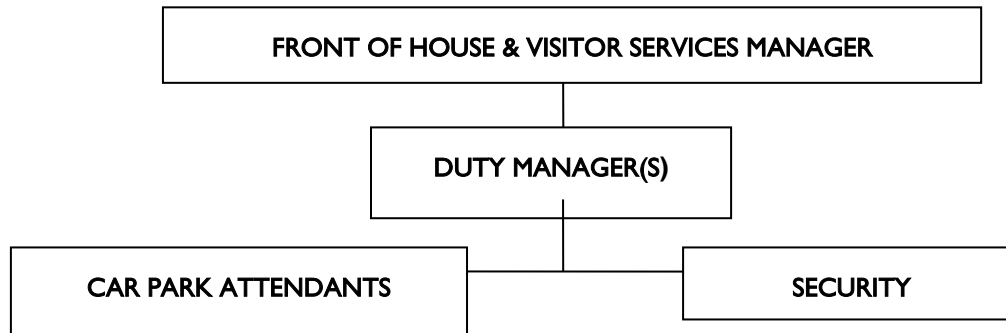 FRONT OF HOUSE & VISITOR SERVICES MANAGER
DUTY MANAGER(S)
CAR PARK ATTENDANTS
SECURITY